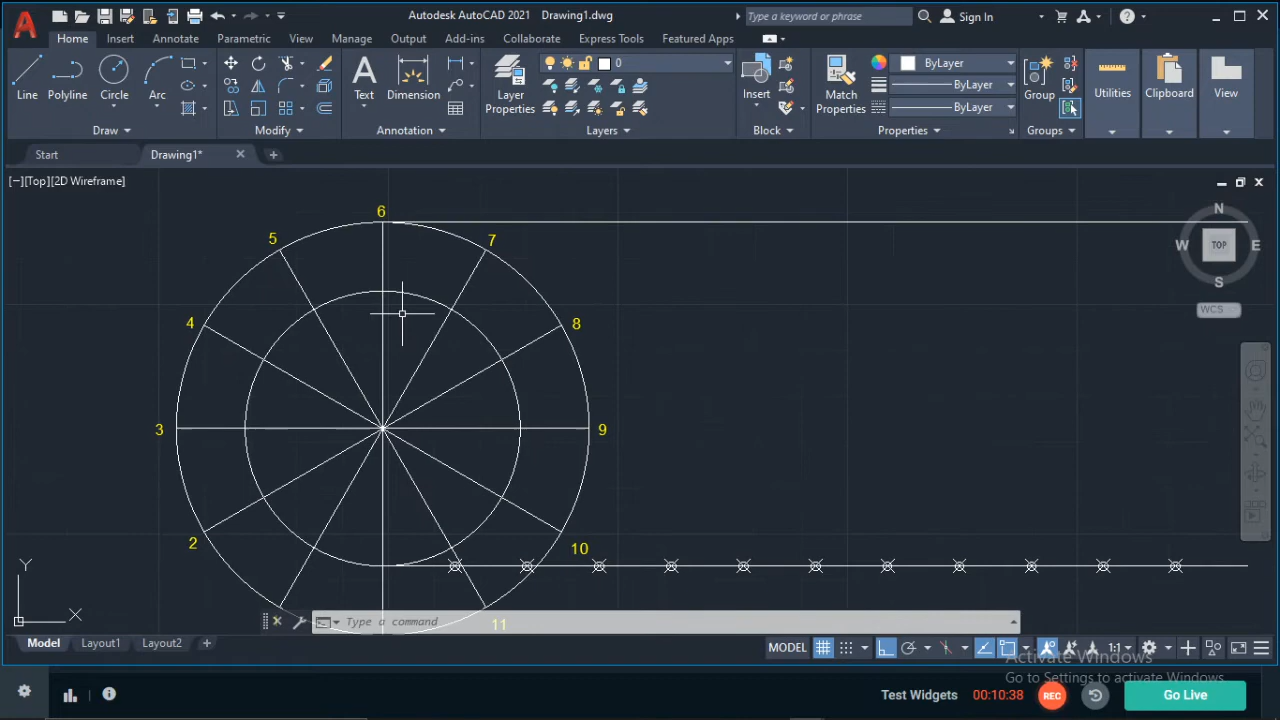 Autodesk AutoCAD 2021 Drawing1.dwg
Type a keyword or phrase
Sign In
Home Insert Annotate Parametric View Manage Output Add-ins Collaborate Express Tools Featured Apps
Line Polyline Circle Arc
Text Dimension
Layer Properties
0
Insert
Match Properties
ByLayer
ByLayer
ByLayer
Group
Utilities
Clipboard
View
Draw Modify Annotation Layers Block Properties Groups
Start Drawing1*
[−][Top][2D Wireframe]
N
W TOP E
S
WCS
6
5 7
4 8
3 9
2 10
11
Y
X
Type a command
Model Layout1 Layout2
MODEL 1:1
Activate Windows
Go to Settings to activate Windows.
Test Widgets 00:10:38 REC Go Live